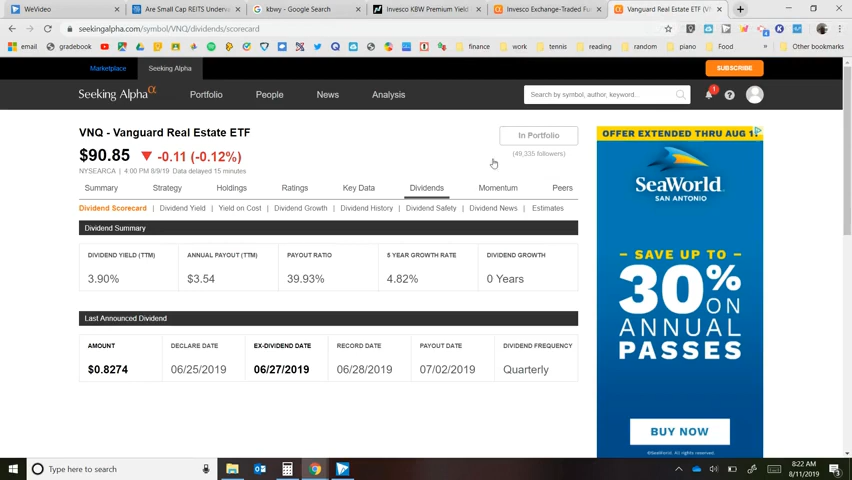 WeVideo
Are Small Cap REITS Underv
kbwy - Google Search
Invesco KBW Premium Yield
Invesco Exchange-Traded Fu
Vanguard Real Estate ETF (V
seekingalpha.com/symbol/VNQ/dividends/scorecard
email
gradebook
finance
work
tennis
reading
random
piano
Food
Other bookmarks
Marketplace
Seeking Alpha
SUBSCRIBE
Seeking Alpha α
Portfolio
People
News
Analysis
Search by symbol, author, keyword...
1
VNQ - Vanguard Real Estate ETF
In Portfolio
$90.85 ▼ -0.11 (-0.12%)
(49,335 followers)
NYSEARCA | 4:00 PM 8/9/19 Data delayed 15 minutes
Summary
Strategy
Holdings
Ratings
Key Data
Dividends
Momentum
Peers
Dividend Scorecard | Dividend Yield | Yield on Cost | Dividend Growth | Dividend History | Dividend Safety | Dividend News | Estimates
Dividend Summary
DIVIDEND YIELD (TTM)
ANNUAL PAYOUT (TTM)
PAYOUT RATIO
5 YEAR GROWTH RATE
DIVIDEND GROWTH
3.90%
$3.54
39.93%
4.82%
0 Years
Last Announced Dividend
AMOUNT
DECLARE DATE
EX-DIVIDEND DATE
RECORD DATE
PAYOUT DATE
DIVIDEND FREQUENCY
$0.8274
06/25/2019
06/27/2019
06/28/2019
07/02/2019
Quarterly
OFFER EXTENDED THRU AUG 1
SeaWorld
SAN ANTONIO
SAVE UP TO
30% ON
ANNUAL
PASSES
BUY NOW
Type here to search
8:22 AM
8/11/2019
3